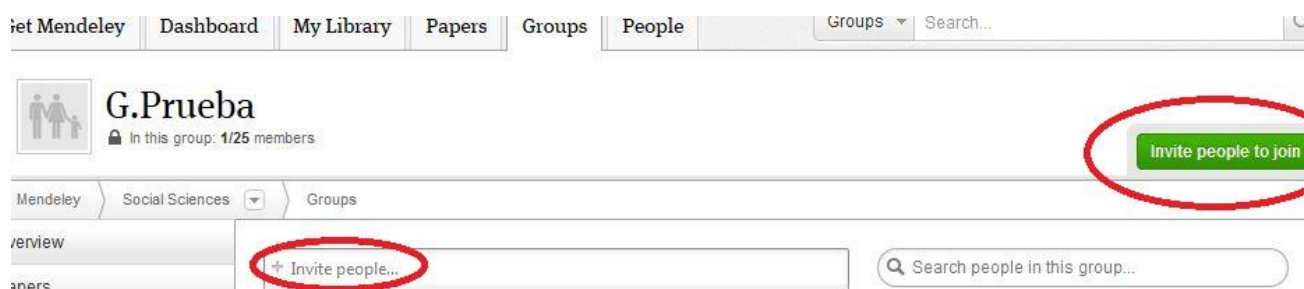 Get Mendeley Dashboard My Library Papers Groups People Groups Search...
G.Prueba
In this group: 1/25 members
Invite people to join
Mendeley Social Sciences Groups
verview
+ Invite people... Search people in this group...
apers